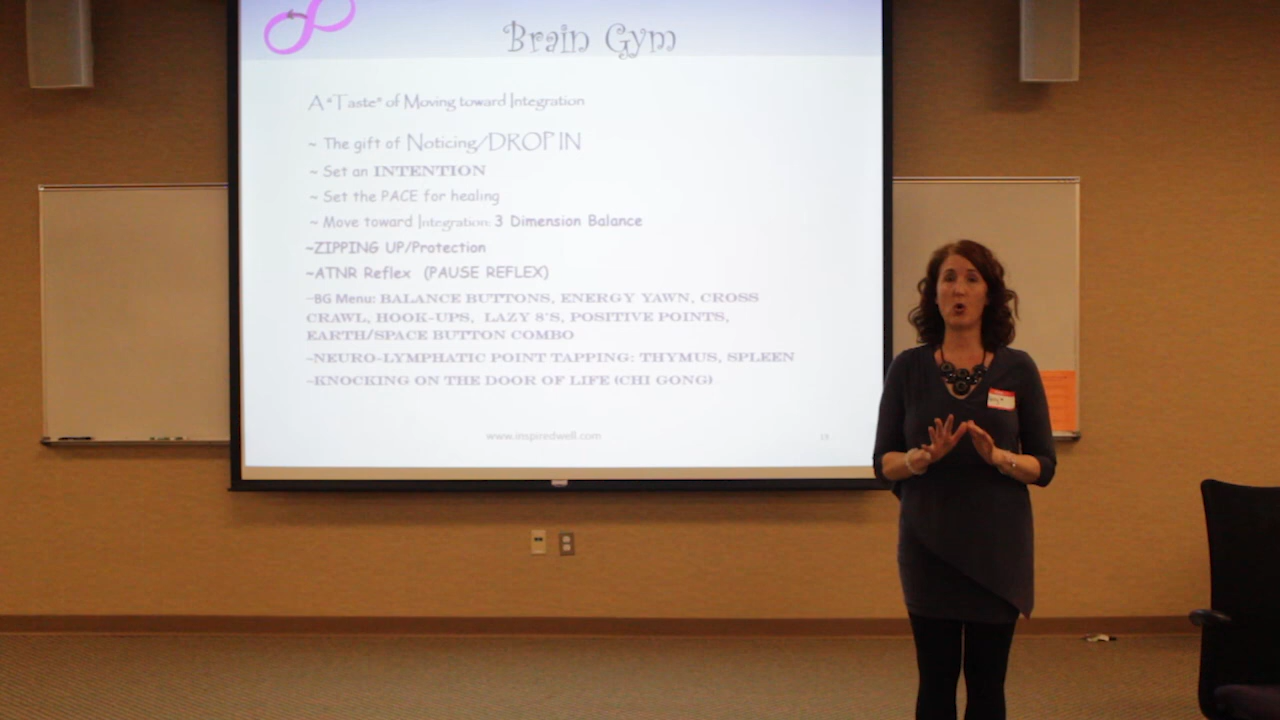 Brain Gym
A "Taste" of Moving toward Integration
~ The gift of Noticing/DROP IN
~ Set an INTENTION
~ Set the PACE for healing
~ Move toward Integration: 3 Dimension Balance
~ZIPPING UP/Protection
~ATNR Reflex (PAUSE REFLEX)
~BG Menu: BALANCE BUTTONS, ENERGY YAWN, CROSS
CRAWL, HOOK-UPS, LAZY 8'S, POSITIVE POINTS,
EARTH/SPACE BUTTON COMBO
~NEURO-LYMPHATIC POINT TAPPING: THYMUS, SPLEEN
~KNOCKING ON THE DOOR OF LIFE (CHI GONG)
www.inspiredwell.com